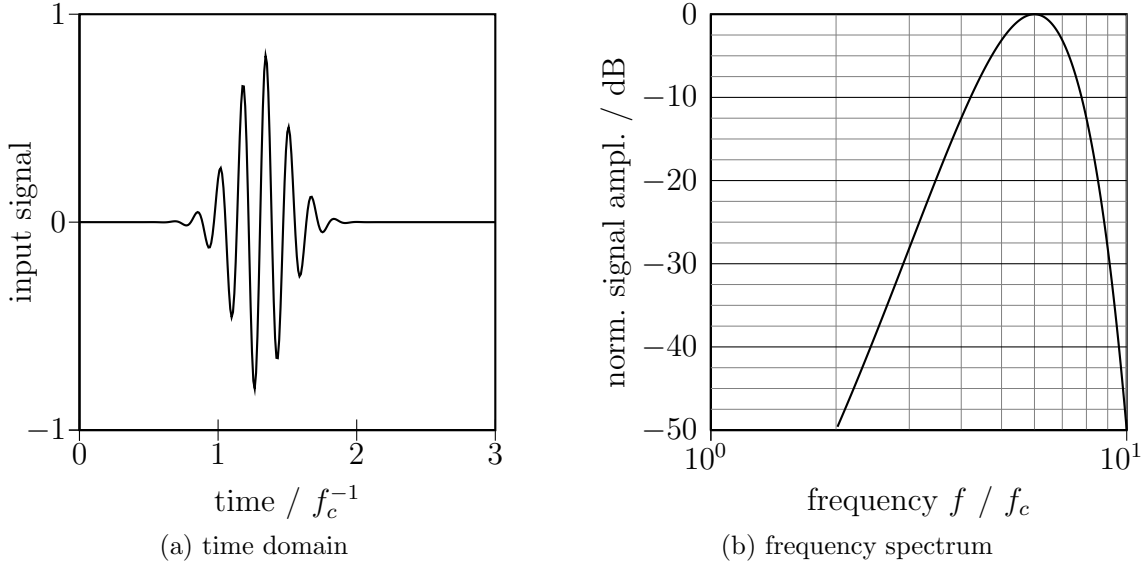 1
0
−1
0
1
2
3
input signal
time / f_c^{-1}
(a) time domain
0
−10
−20
−30
−40
−50
10^0
10^1
norm. signal ampl. / dB
frequency f / f_c
(b) frequency spectrum